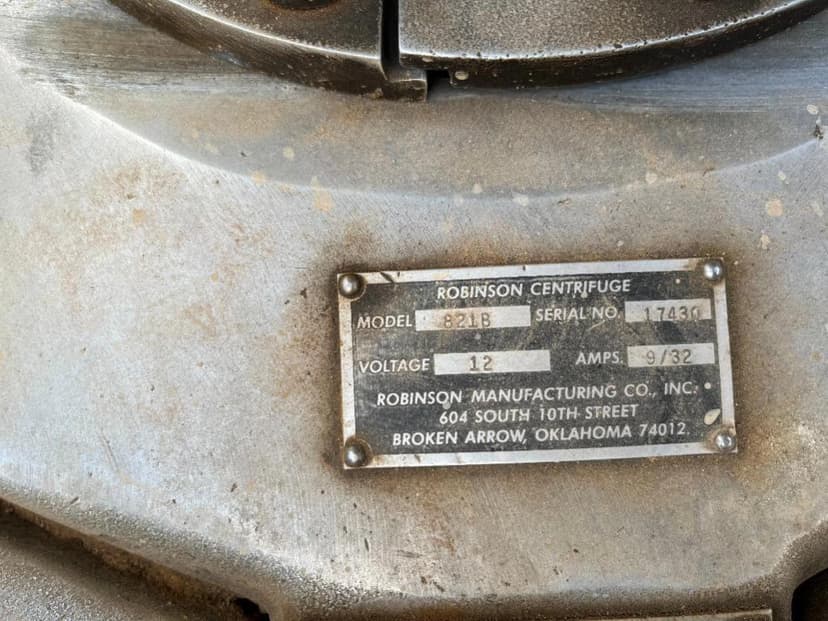 ROBINSON CENTRIFUGE
MODEL 821B SERIAL NO. 17430
VOLTAGE 12 AMPS. 9/32
ROBINSON MANUFACTURING CO., INC.
604 SOUTH 10TH STREET
BROKEN ARROW, OKLAHOMA 74012.